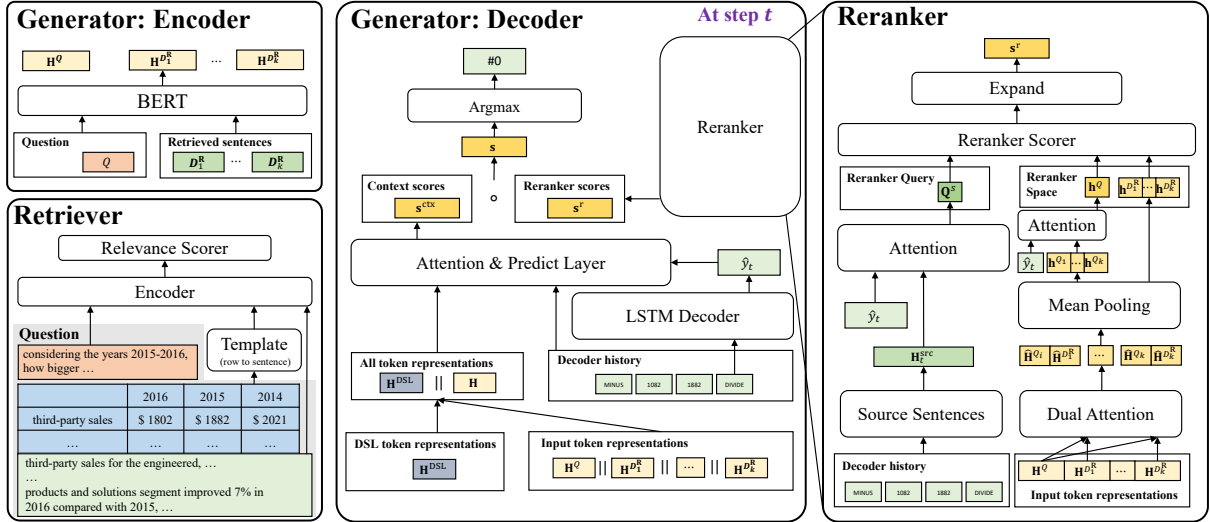 Generator: Encoder
H^Q H^{D_1^R} … H^{D_k^R}
BERT
Question
Q
Retrieved sentences
D_1^R … D_k^R
Retriever
Relevance Scorer
Encoder
Question
considering the years 2015-2016,
how bigger …
Template
(row to sentence)
2016 2015 2014
third-party sales $ 1802 $ 1882 $ 2021
… … … …
third-party sales for the engineered, …
…
products and solutions segment improved 7% in
2016 compared with 2015, …
Generator: Decoder
At step t
#0
Argmax
s
Context scores
s^ctx
∘
Reranker scores
s^r
Reranker
Attention & Predict Layer
ŷ_t
LSTM Decoder
All token representations
H^DSL || H
Decoder history
MINUS 1082 1882 DIVIDE
DSL token representations
H^DSL
Input token representations
H^Q || H^{D_1^R} || … || H^{D_k^R}
Reranker
s^r
Expand
Reranker Scorer
Reranker Query
Q^s
Reranker
Space
h^Q h^{D_1^R} … h^{D_k^R}
Attention
Attention
ŷ_t h^{Q_1} … h^{Q_k}
Mean Pooling
ŷ_t
H_t^src
Ĥ^{Q_i} Ĥ^{D_1^R} … Ĥ^{Q_k} Ĥ^{D_k^R}
Source Sentences
Dual Attention
Decoder history
MINUS 1082 1882 DIVIDE
H^Q H^{D_1^R} … H^{D_k^R}
Input token representations